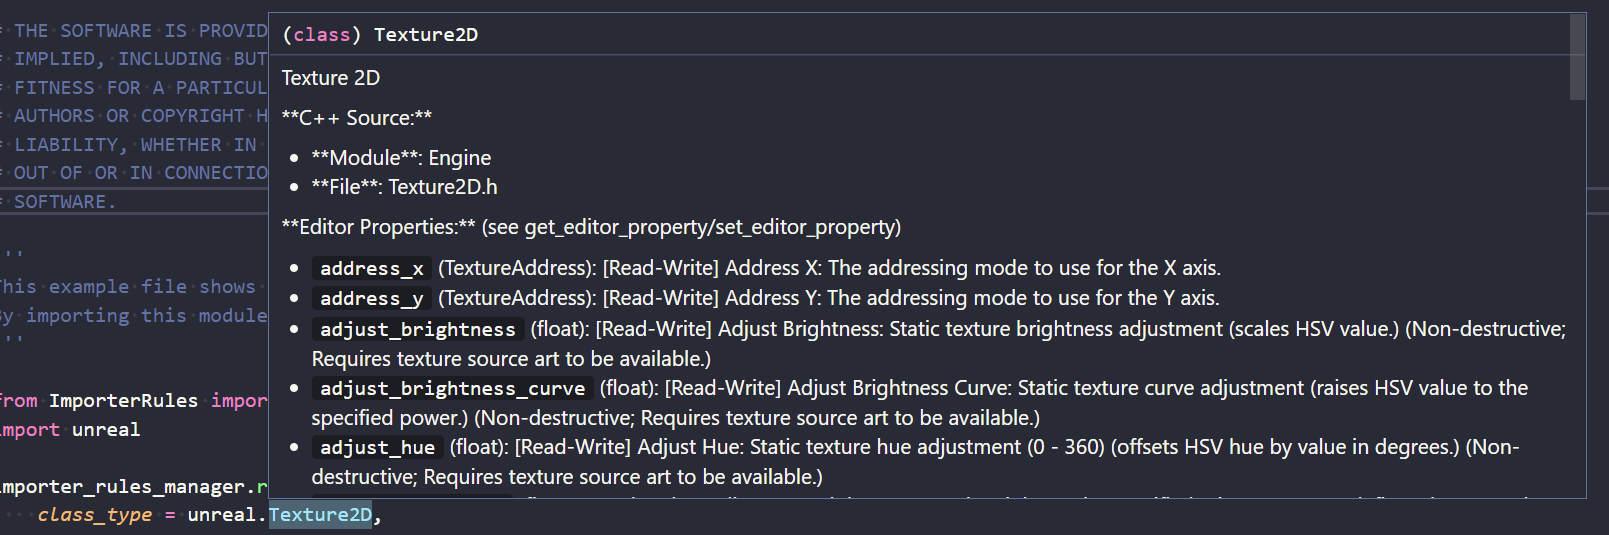 # THE SOFTWARE IS PROVID
# IMPLIED, INCLUDING BUT
# FITNESS FOR A PARTICUL
# AUTHORS OR COPYRIGHT H
# LIABILITY, WHETHER IN
# OUT OF OR IN CONNECTIO
# SOFTWARE.
'''
This example file shows
By importing this module
'''
from ImporterRules impor
import unreal
importer_rules_manager.r
class_type = unreal.Texture2D,
(class) Texture2D
Texture 2D
**C++ Source:**
• **Module**: Engine
• **File**: Texture2D.h
**Editor Properties:** (see get_editor_property/set_editor_property)
• address_x (TextureAddress): [Read-Write] Address X: The addressing mode to use for the X axis.
• address_y (TextureAddress): [Read-Write] Address Y: The addressing mode to use for the Y axis.
• adjust_brightness (float): [Read-Write] Adjust Brightness: Static texture brightness adjustment (scales HSV value.) (Non-destructive;
Requires texture source art to be available.)
• adjust_brightness_curve (float): [Read-Write] Adjust Brightness Curve: Static texture curve adjustment (raises HSV value to the
specified power.) (Non-destructive; Requires texture source art to be available.)
• adjust_hue (float): [Read-Write] Adjust Hue: Static texture hue adjustment (0 - 360) (offsets HSV hue by value in degrees.) (Non-
destructive; Requires texture source art to be available.)